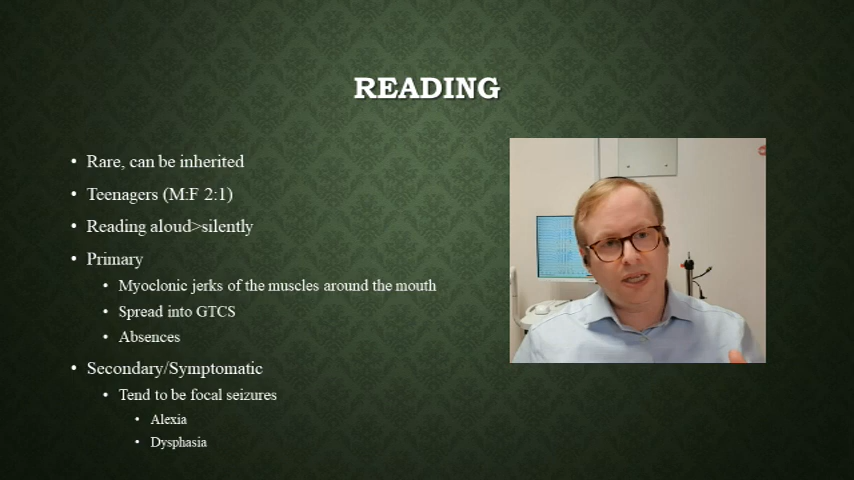 READING
• Rare, can be inherited
• Teenagers (M:F 2:1)
• Reading aloud>silently
• Primary
• Myoclonic jerks of the muscles around the mouth
• Spread into GTCS
• Absences
• Secondary/Symptomatic
• Tend to be focal seizures
• Alexia
• Dysphasia